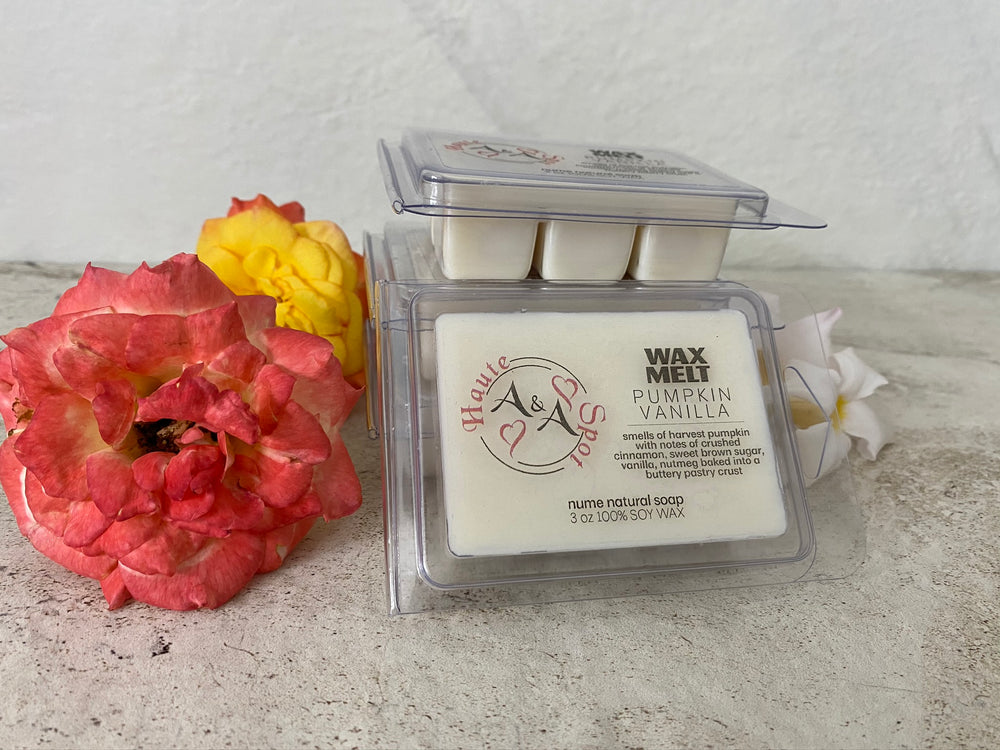 Haute
A & A
Spot
WAX
MELT
PUMPKIN
VANILLA
smells of harvest pumpkin
with notes of crushed
cinnamon, sweet brown sugar,
vanilla, nutmeg baked into a
buttery pastry crust
nume natural soap
3 oz 100% SOY WAX